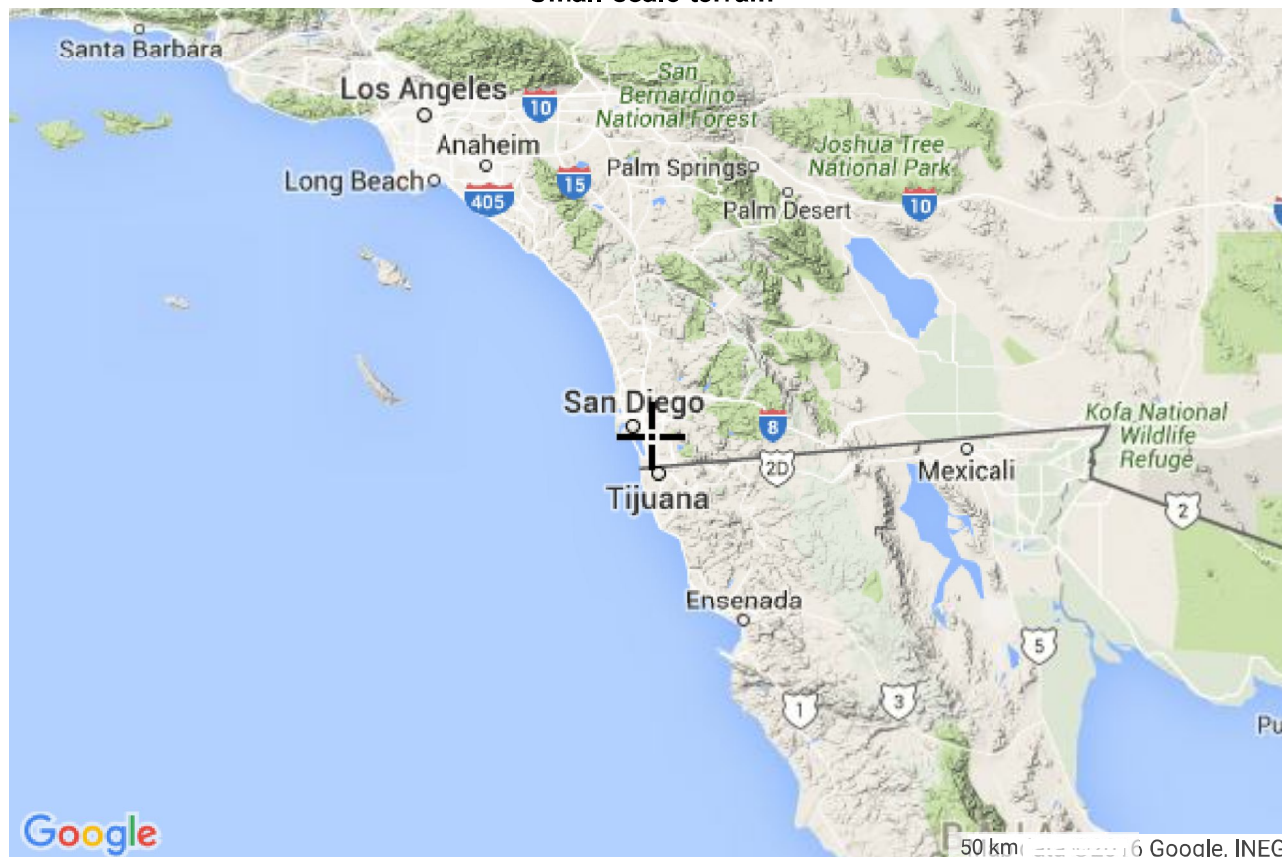 Santa Barbara
Los Angeles
10
San
Bernardino
National Forest
Anaheim
Joshua Tree
National Park
Long Beach
405
15
Palm Springs
Palm Desert
10
San Diego
8
Kofa National
Wildlife
Refuge
2D
Mexicali
Tijuana
2
Ensenada
5
1
3
Pu
Google
50 km
6 Google, INEG